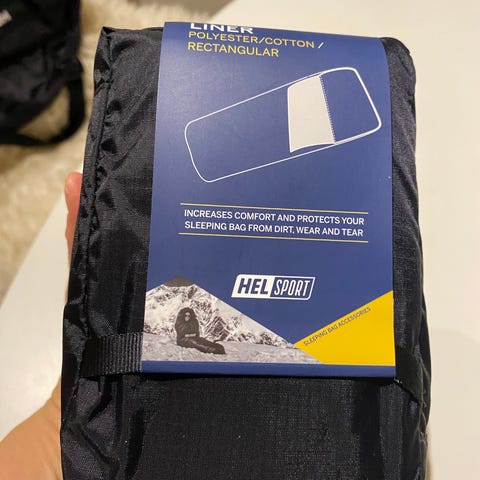 LINER
POLYESTER/COTTON /
RECTANGULAR
INCREASES COMFORT AND PROTECTS YOUR
SLEEPING BAG FROM DIRT, WEAR AND TEAR
HELSPORT
SLEEPING BAG ACCESSORIES